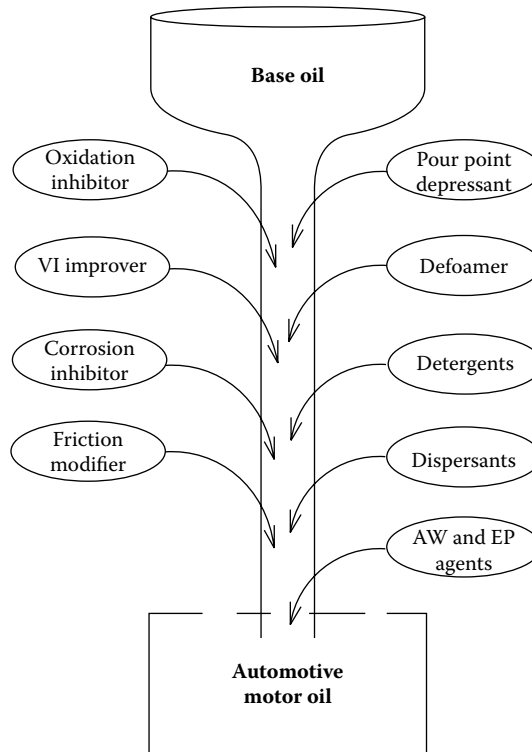 Base oil
Oxidation
inhibitor
Pour point
depressant
VI improver
Defoamer
Corrosion
inhibitor
Detergents
Friction
modifier
Dispersants
AW and EP
agents
Automotive
motor oil